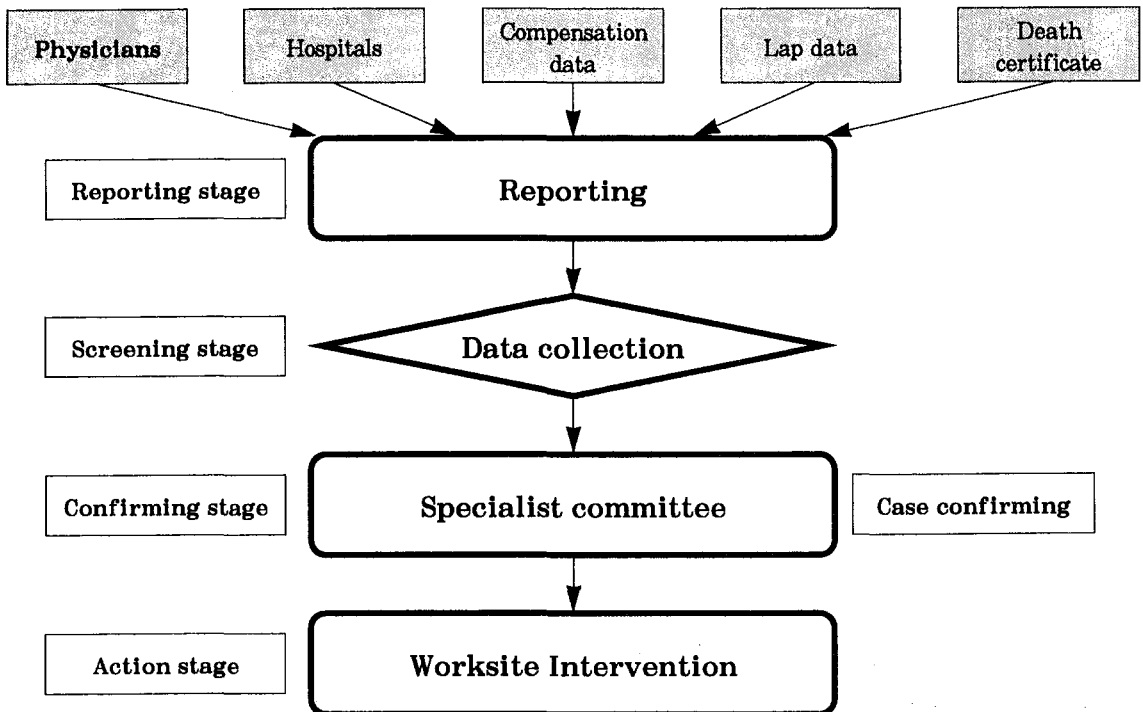 Physicians
Hospitals
Compensation
data
Lap data
Death
certificate
Reporting stage
Reporting
Screening stage
Data collection
Confirming stage
Specialist committee
Case confirming
Action stage
Worksite Intervention